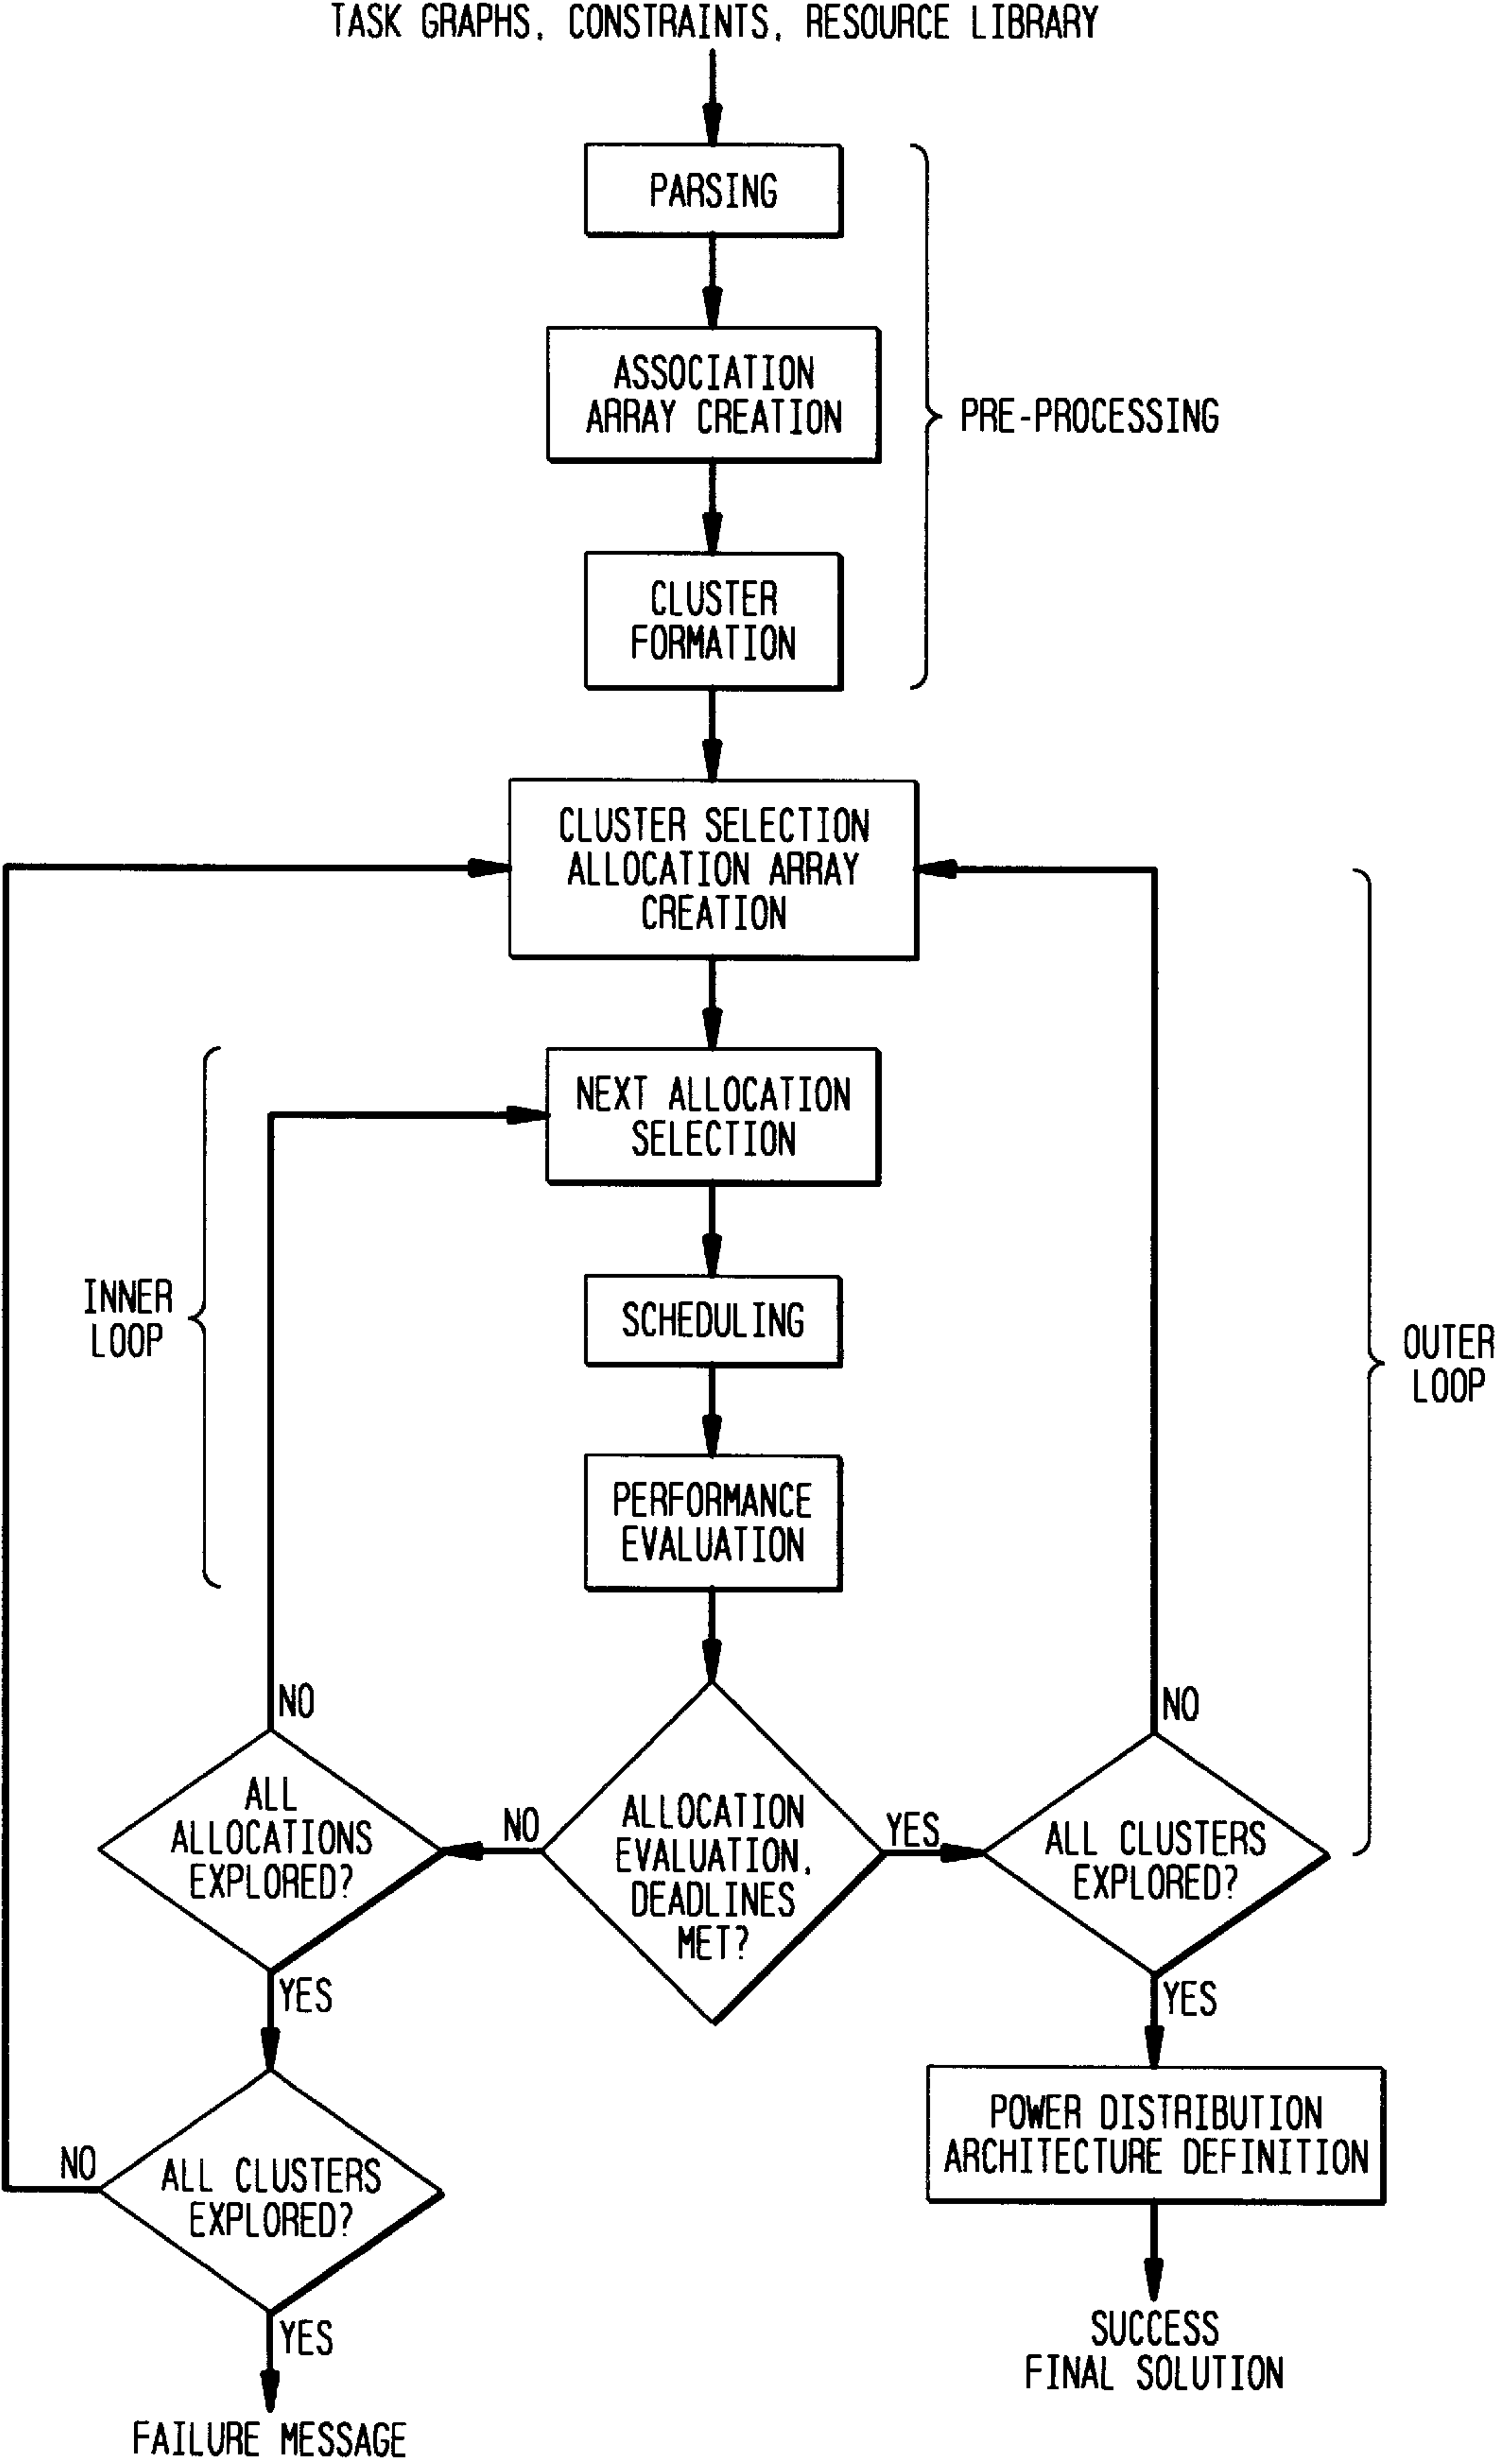 TASK GRAPHS, CONSTRAINTS, RESOURCE LIBRARY
PARSING
ASSOCIATION
ARRAY CREATION
PRE-PROCESSING
CLUSTER
FORMATION
CLUSTER SELECTION
ALLOCATION ARRAY
CREATION
NEXT ALLOCATION
SELECTION
INNER
LOOP
SCHEDULING
OUTER
LOOP
PERFORMANCE
EVALUATION
NO
NO
ALL
ALLOCATIONS
EXPLORED?
NO
ALLOCATION
EVALUATION,
DEADLINES
MET?
YES
ALL CLUSTERS
EXPLORED?
YES
YES
NO
ALL CLUSTERS
EXPLORED?
POWER DISTRIBUTION
ARCHITECTURE DEFINITION
YES
SUCCESS
FINAL SOLUTION
FAILURE MESSAGE